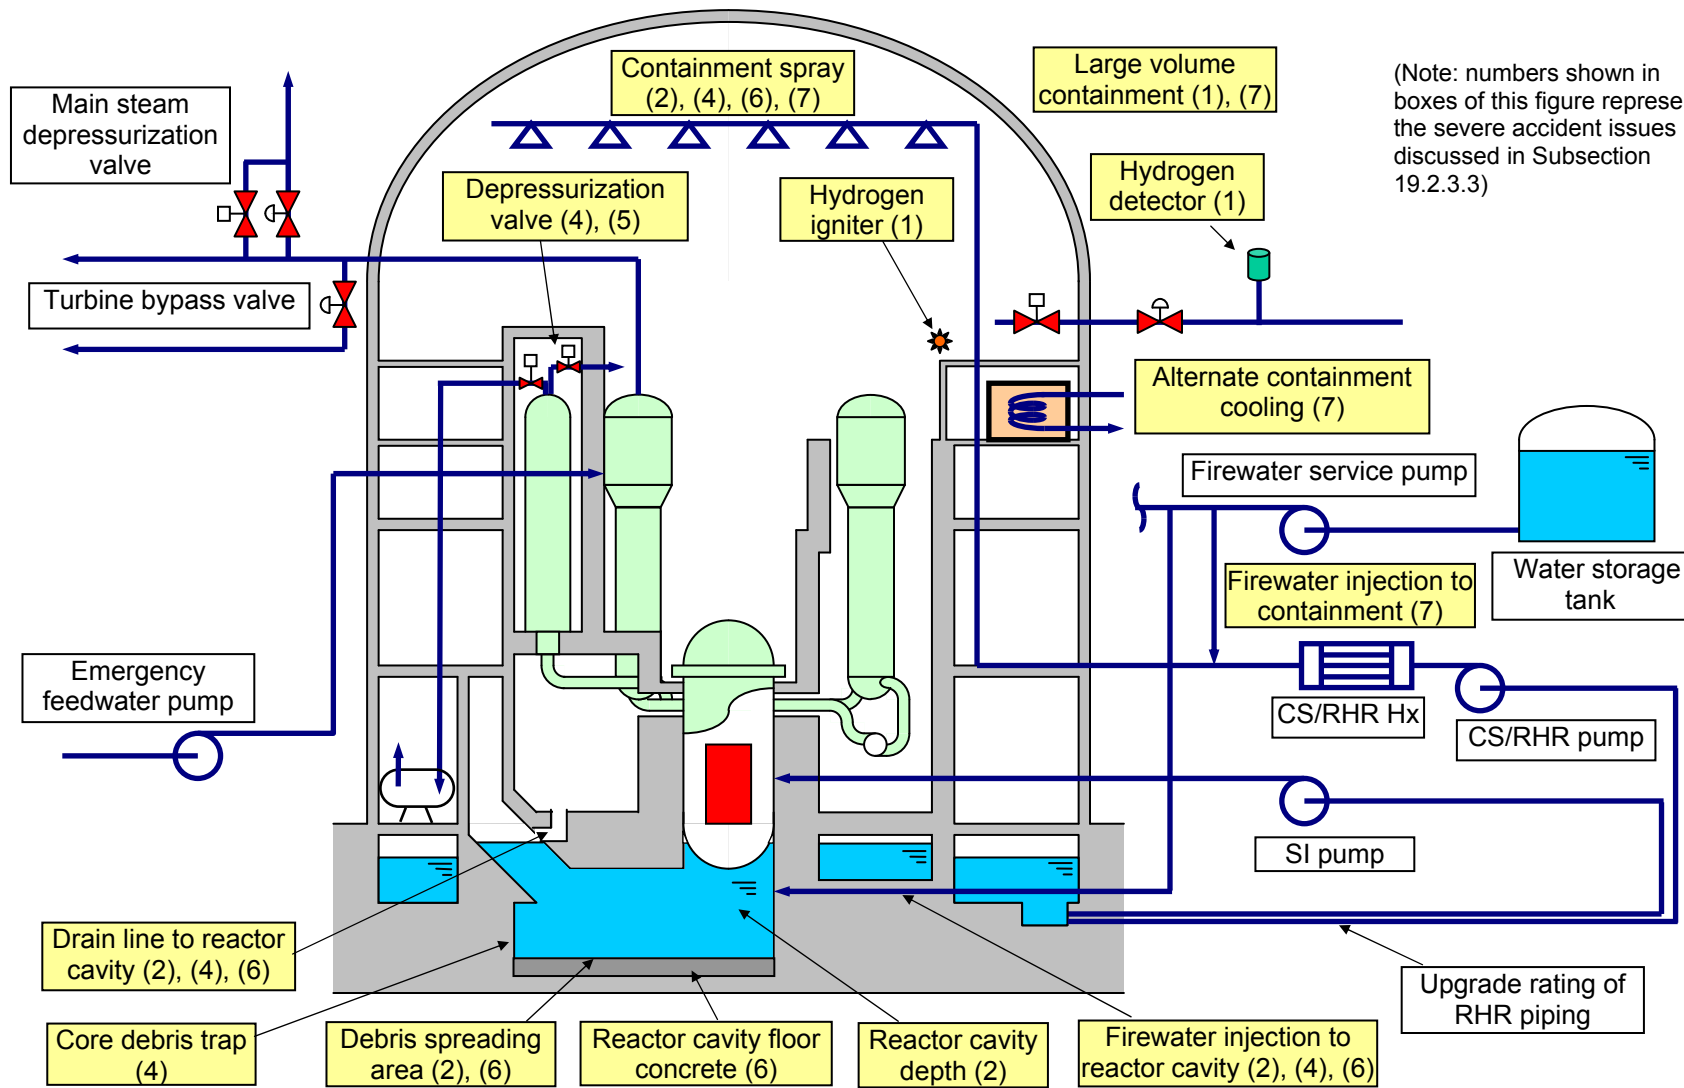 Containment spray
(2), (4), (6), (7)
Large volume
containment (1), (7)
(Note: numbers shown in
boxes of this figure represe
the severe accident issues
discussed in Subsection
19.2.3.3)
Main steam
depressurization
valve
Depressurization
valve (4), (5)
Hydrogen
igniter (1)
Hydrogen
detector (1)
Turbine bypass valve
Alternate containment
cooling (7)
Firewater service pump
Water storage
tank
Firewater injection to
containment (7)
Emergency
feedwater pump
CS/RHR Hx
CS/RHR pump
SI pump
Drain line to reactor
cavity (2), (4), (6)
Upgrade rating of
RHR piping
Core debris trap
(4)
Debris spreading
area (2), (6)
Reactor cavity floor
concrete (6)
Reactor cavity
depth (2)
Firewater injection to
reactor cavity (2), (4), (6)